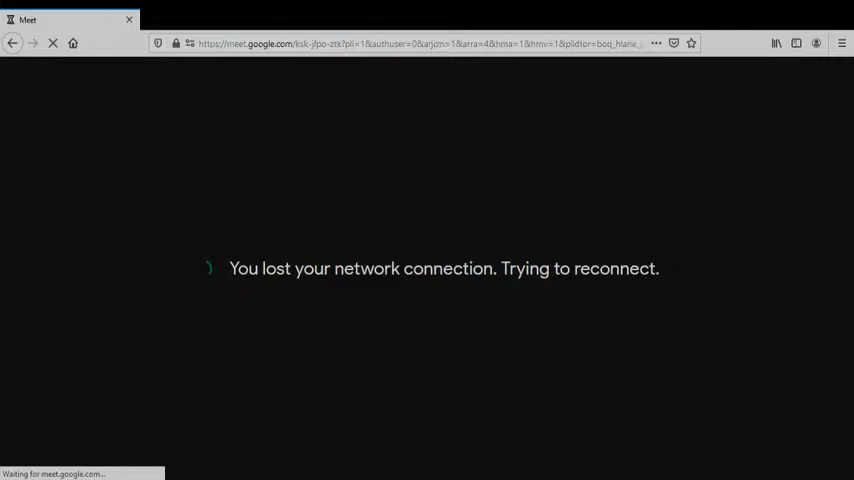 Meet
https://meet.google.com/ksk-jfpo-ztk?pli=1&authuser=0&arjcm=1&arra=4&hma=1&hmv=1&plidtor=boq_hlane_
You lost your network connection. Trying to reconnect.
Waiting for meet.google.com...